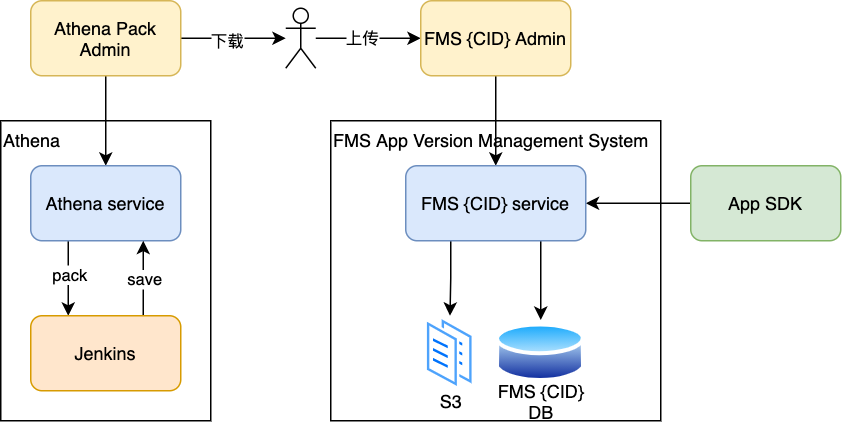 Athena Pack
Admin
下载
上传
FMS {CID} Admin
Athena
FMS App Version Management System
Athena service
FMS {CID} service
App SDK
pack
save
Jenkins
S3
FMS {CID}
DB